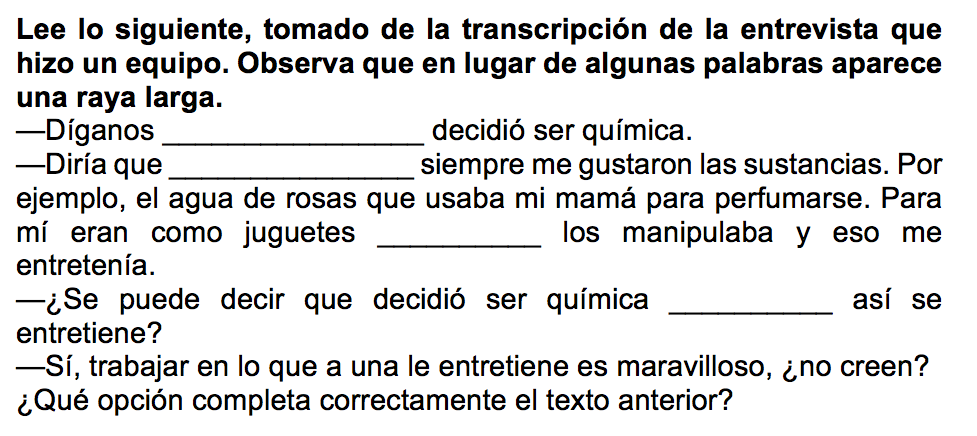 Lee lo siguiente, tomado de la transcripción de la entrevista que
hizo un equipo. Observa que en lugar de algunas palabras aparece
una raya larga.
—Díganos ________________ decidió ser química.
—Diría que _______________ siempre me gustaron las sustancias. Por
ejemplo, el agua de rosas que usaba mi mamá para perfumarse. Para
mí eran como juguetes __________ los manipulaba y eso me
entretenía.
—¿Se puede decir que decidió ser química __________ así se
entretiene?
—Sí, trabajar en lo que a una le entretiene es maravilloso, ¿no creen?
¿Qué opción completa correctamente el texto anterior?